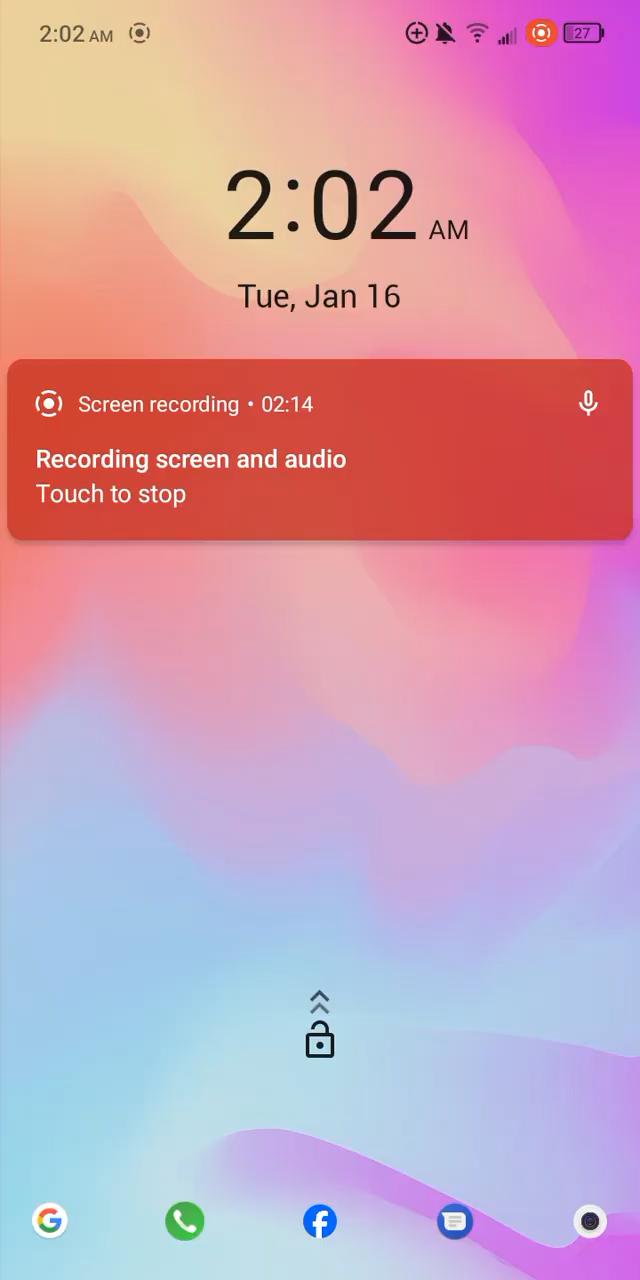 2:02 AM
27
2:02 AM
Tue, Jan 16
Screen recording • 02:14
Recording screen and audio
Touch to stop